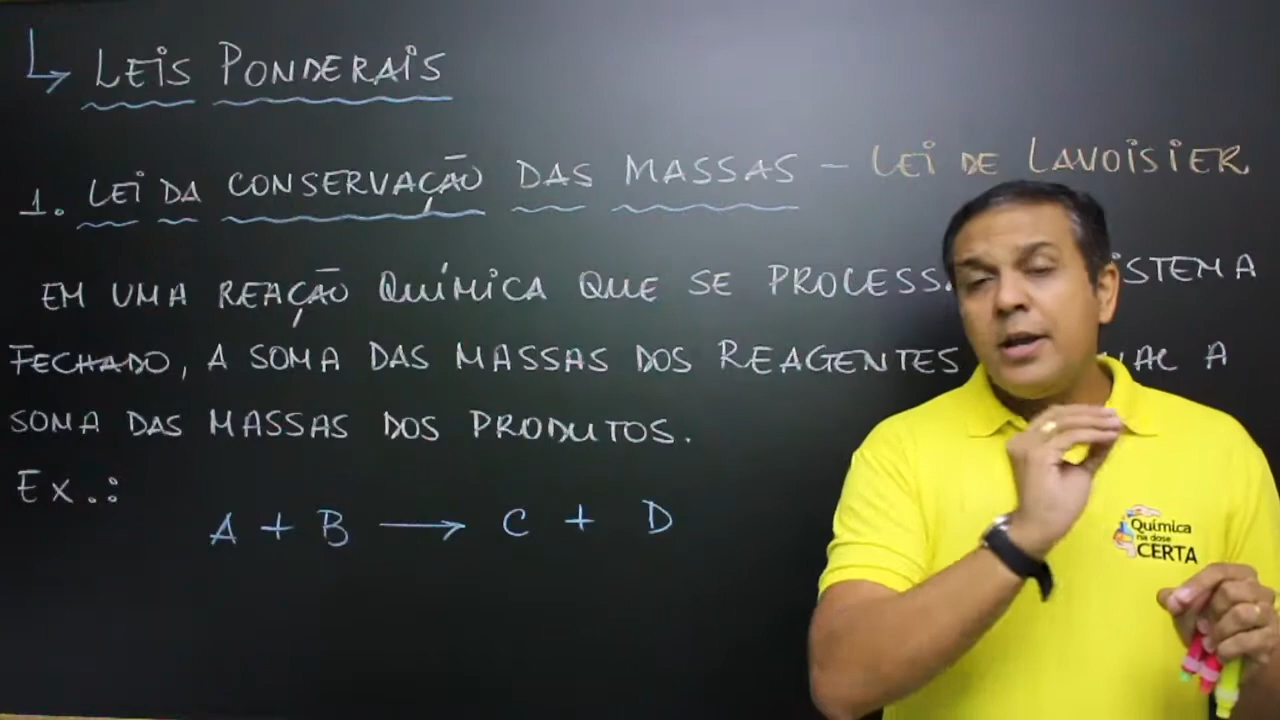 LEIS PONDERAIS
1. LEI DA CONSERVAÇÃO DAS MASSAS – LEI DE LAVOISIER
EM UMA REAÇÃO QUÍMICA QUE SE PROCESS
FECHADO, A SOMA DAS MASSAS DOS REAGENTES A
SOMA DAS MASSAS DOS PRODUTOS.
Ex.:
A + B → C + D
Química
na dose
CERTA